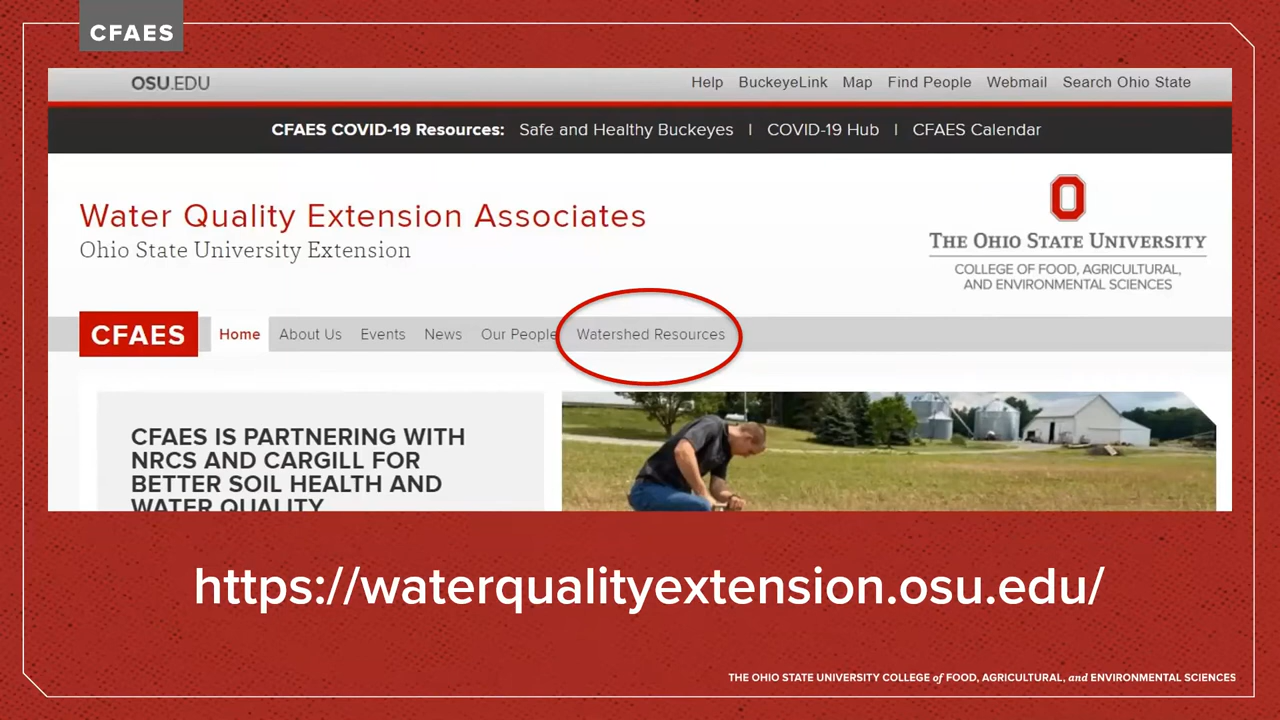 CFAES
OSU.EDU
Help BuckeyeLink Map Find People Webmail Search Ohio State
CFAES COVID-19 Resources: Safe and Healthy Buckeyes | COVID-19 Hub | CFAES Calendar
Water Quality Extension Associates
Ohio State University Extension
THE OHIO STATE UNIVERSITY
COLLEGE OF FOOD, AGRICULTURAL,
AND ENVIRONMENTAL SCIENCES
CFAES Home About Us Events News Our People Watershed Resources
CFAES IS PARTNERING WITH
NRCS AND CARGILL FOR
BETTER SOIL HEALTH AND
WATER QUALITY
https://waterqualityextension.osu.edu/
THE OHIO STATE UNIVERSITY COLLEGE of FOOD, AGRICULTURAL, and ENVIRONMENTAL SCIENCES